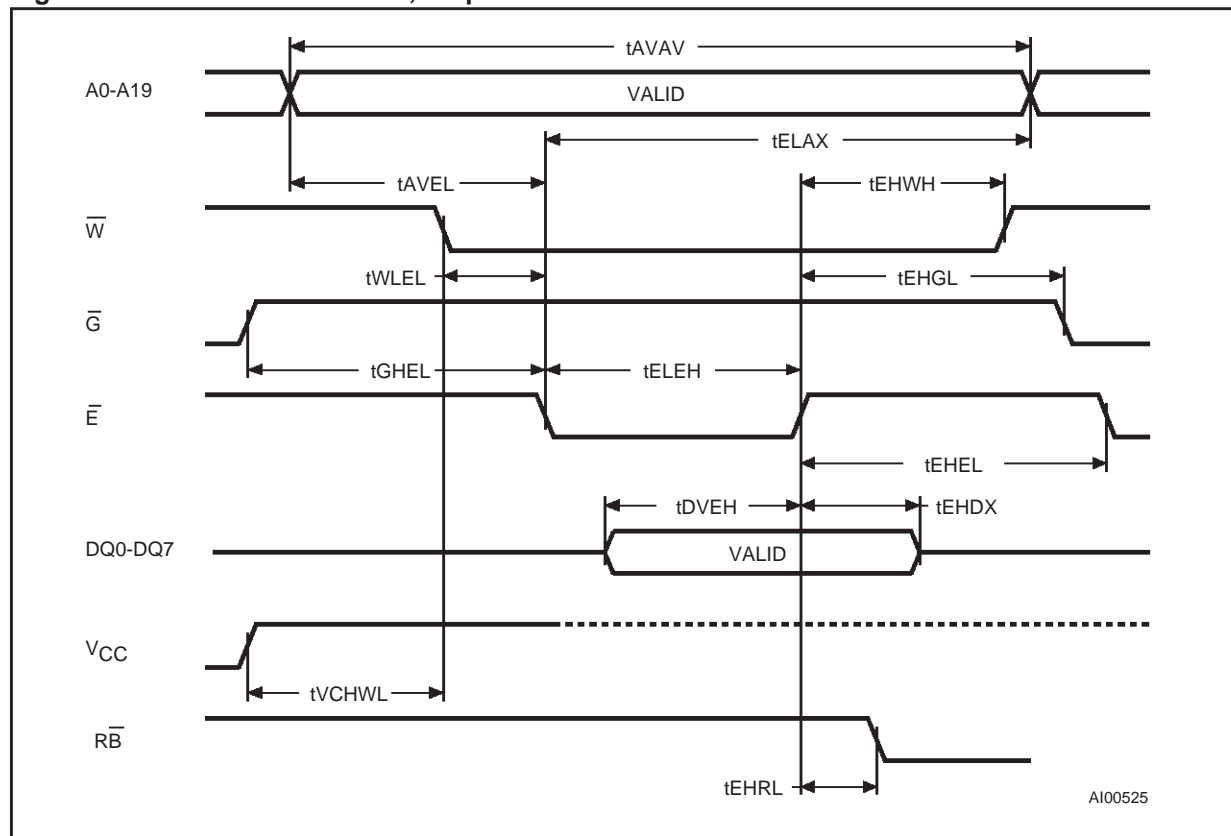 tAVAV
A0-A19
VALID
tELAX
tAVEL
tEHWH
W̅
tWLEL
tEHGL
G̅
tGHEL
tELEH
E̅
tEHEL
tDVEH
tEHDX
DQ0-DQ7
VALID
VCC
tVCHWL
RB̅
tEHRL
AI00525